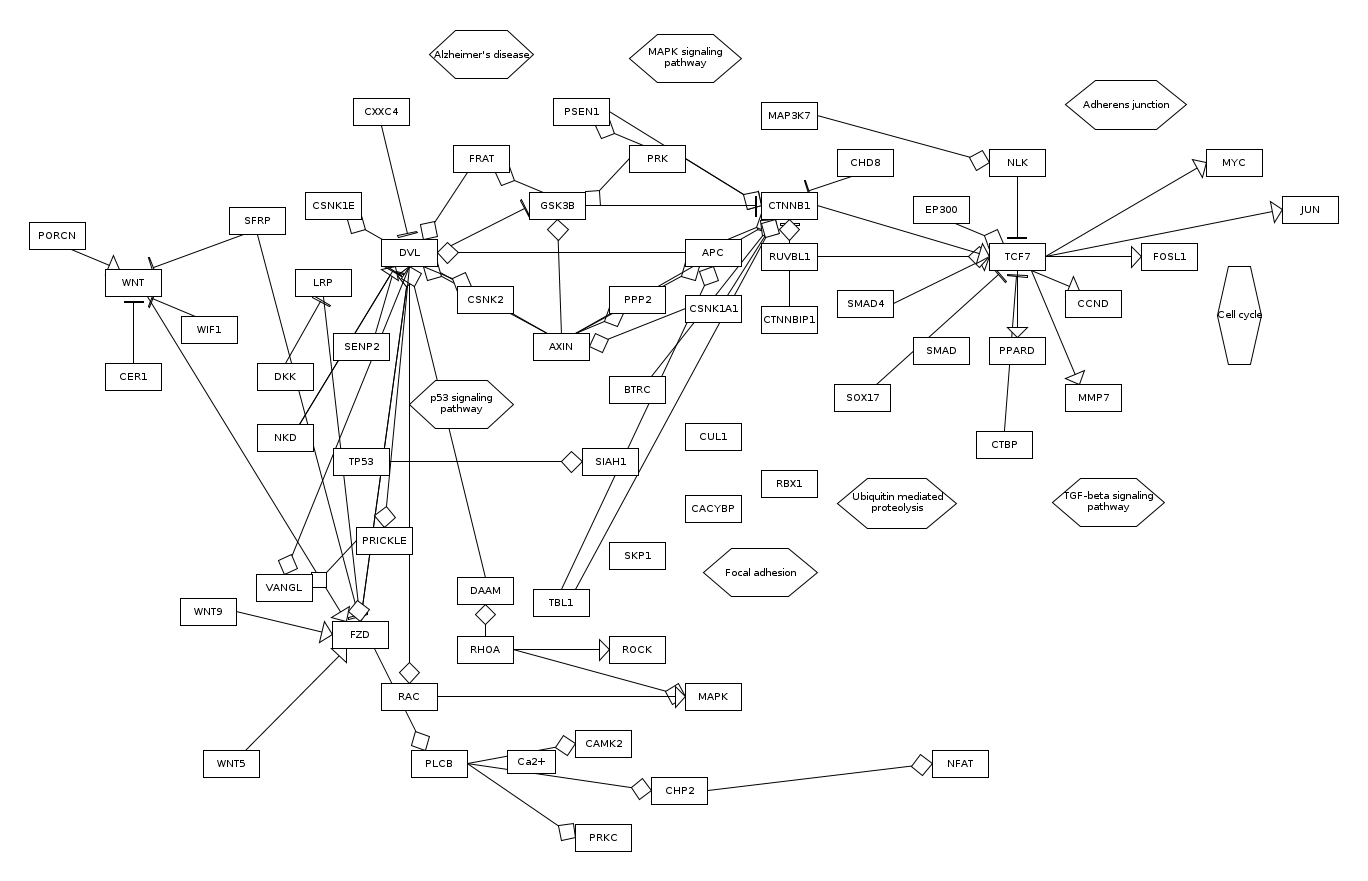 Alzheimer's disease
MAPK signaling
pathway
Adherens junction
CXXC4
PSEN1
MAP3K7
FRAT
PRK
CHD8
NLK
MYC
CSNK1E
SFRP
GSK3B
CTNNB1
EP300
JUN
PORCN
DVL
APC
RUVBL1
TCF7
FOSL1
WNT
LRP
CSNK2
PPP2
CSNK1A1
SMAD4
CCND
CTNNBIP1
Cell cycle
WIF1
SENP2
AXIN
SMAD
PPARD
CER1
DKK
BTRC
SOX17
MMP7
p53 signaling
pathway
NKD
CUL1
CTBP
TP53
SIAH1
RBX1
Ubiquitin mediated
proteolysis
TGF-beta signaling
pathway
CACYBP
PRICKLE
SKP1
Focal adhesion
VANGL
DAAM
TBL1
WNT9
FZD
RHOA
ROCK
RAC
MAPK
CAMK2
WNT5
PLCB
Ca2+
NFAT
CHP2
PRKC